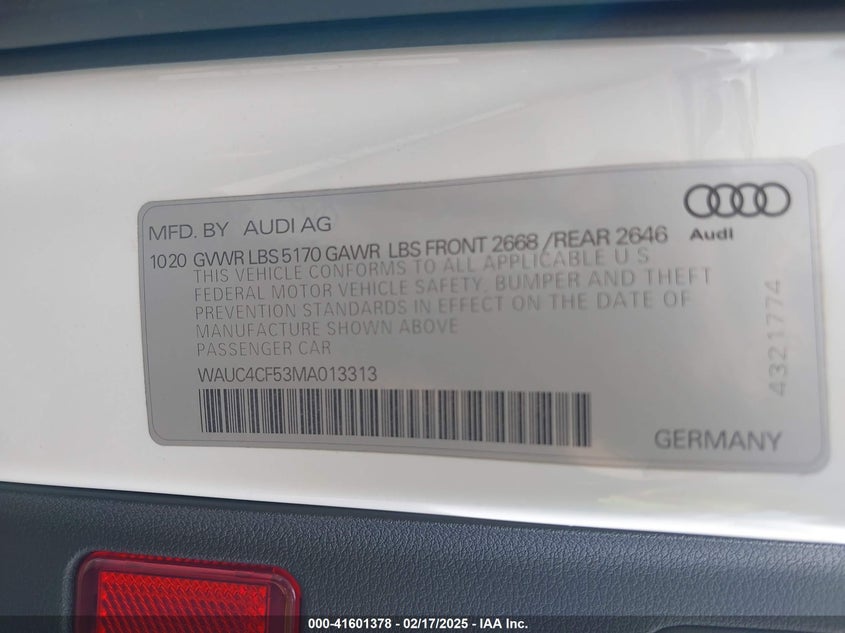 MFD. BY AUDI AG
Audi
1020 GVWR LBS 5170 GAWR LBS FRONT 2668 /REAR 2646
THIS VEHICLE CONFORMS TO ALL APPLICABLE U S
FEDERAL MOTOR VEHICLE SAFETY, BUMPER AND THEFT
PREVENTION STANDARDS IN EFFECT ON THE DATE OF
MANUFACTURE SHOWN ABOVE
PASSENGER CAR
WAUC4CF53MA013313
4321774
GERMANY
000-41601378 - 02/17/2025 - IAA Inc.